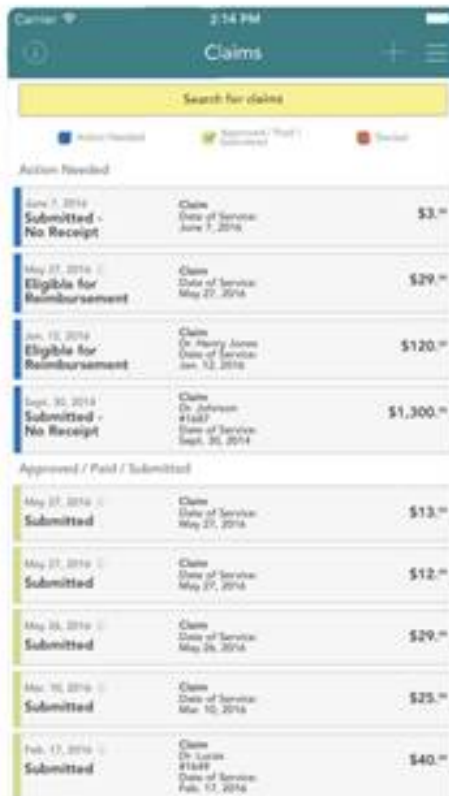 Carrier 2:14 PM
Claims
Search for claims
Action Needed Approved / Paid / Submitted Denied
Action Needed
June 7, 2016
Submitted -
No Receipt
Claim
Date of Service:
June 7, 2016
$3.
May 27, 2016
Eligible for
Reimbursement
Claim
Date of Service:
May 27, 2016
$29.
Jan. 12, 2016
Eligible for
Reimbursement
Claim
Dr. Henry Jones
Date of Service:
Jan. 12, 2016
$120.
Sept. 30, 2014
Submitted -
No Receipt
Claim
Dr. Johnson
#1687
Date of Service:
Sept. 30, 2014
$1,300.
Approved / Paid / Submitted
May 27, 2016
Submitted
Claim
Date of Service:
May 27, 2016
$13.
May 27, 2016
Submitted
Claim
Date of Service:
May 27, 2016
$12.
May 26, 2016
Submitted
Claim
Date of Service:
May 26, 2016
$29.
Mar. 10, 2016
Submitted
Claim
Date of Service:
Mar. 10, 2016
$25.
Feb. 17, 2016
Submitted
Claim
Dr. Lucas
Date of Service:
Feb. 17, 2016
$40.